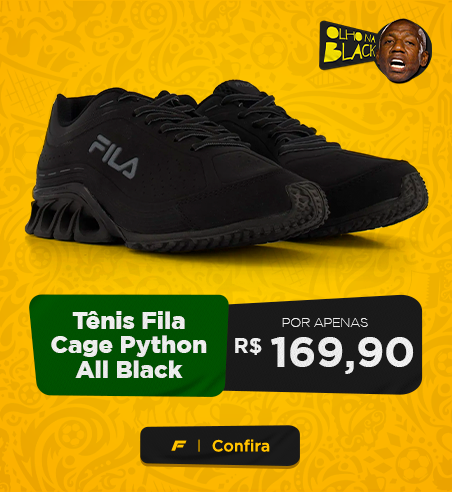 OLHO NA
BLACK
FILA
Tênis Fila
Cage Python
All Black
POR APENAS
R$ 169,90
F | Confira